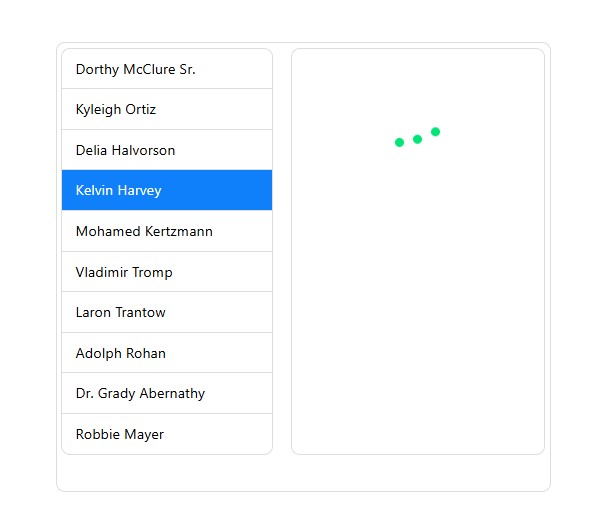 Dorthy McClure Sr.
Kyleigh Ortiz
Delia Halvorson
Kelvin Harvey
Mohamed Kertzmann
Vladimir Tromp
Laron Trantow
Adolph Rohan
Dr. Grady Abernathy
Robbie Mayer